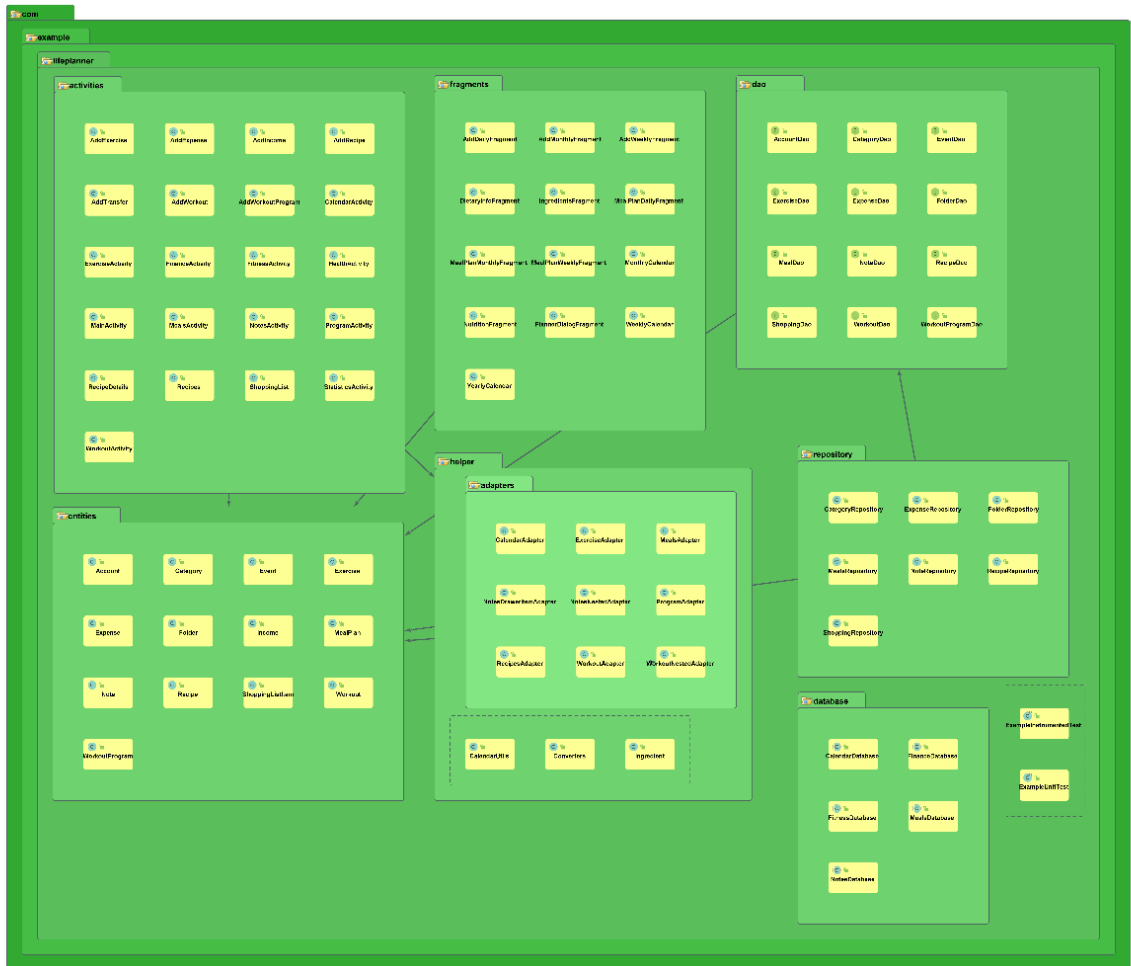 com
example
lifeplanner
activities
AddExercise
AddExpense
AddIncome
AddRecipe
AddTransfer
AddWorkout
AddWorkoutProgram
CalendarActivity
ExerciseActivity
FinanceActivity
FitnessActivity
HealthActivity
MainActivity
MealsActivity
NotesActivity
ProgramActivity
RecipeDetails
Recipes
ShoppingList
StatisticsActivity
WorkoutActivity
fragments
AddDailyFragment
AddMonthlyFragment
AddWeeklyFragment
DietaryInfoFragment
IngredientsFragment
MealPlanDailyFragment
MealPlanMonthlyFragment
MealPlanWeeklyFragment
MonthlyCalendar
NutritionFragment
PlannerDialogFragment
WeeklyCalendar
YearlyCalendar
dao
AccountDao
CategoryDao
EventDao
ExerciseDao
ExpenseDao
FolderDao
MealDao
NoteDao
RecipeDao
ShoppingDao
WorkoutDao
WorkoutProgramDao
entities
Account
Category
Event
Exercise
Expense
Folder
Income
MealPlan
Note
Recipe
ShoppingListItem
Workout
WorkoutProgram
helper
adapters
CalendarAdapter
ExerciseAdapter
MealsAdapter
NotesDrawerItemAdapter
NotesNestedAdapter
ProgramAdapter
RecipesAdapter
WorkoutAdapter
WorkoutNestedAdapter
CalendarUtils
Converters
Ingredient
repository
CategoryRepository
ExpenseRepository
FolderRepository
MealsRepository
NoteRepository
RecipeRepository
ShoppingRepository
database
CalendarDatabase
FinanceDatabase
FitnessDatabase
MealsDatabase
NotesDatabase
ExampleInstrumentedTest
ExampleUnitTest